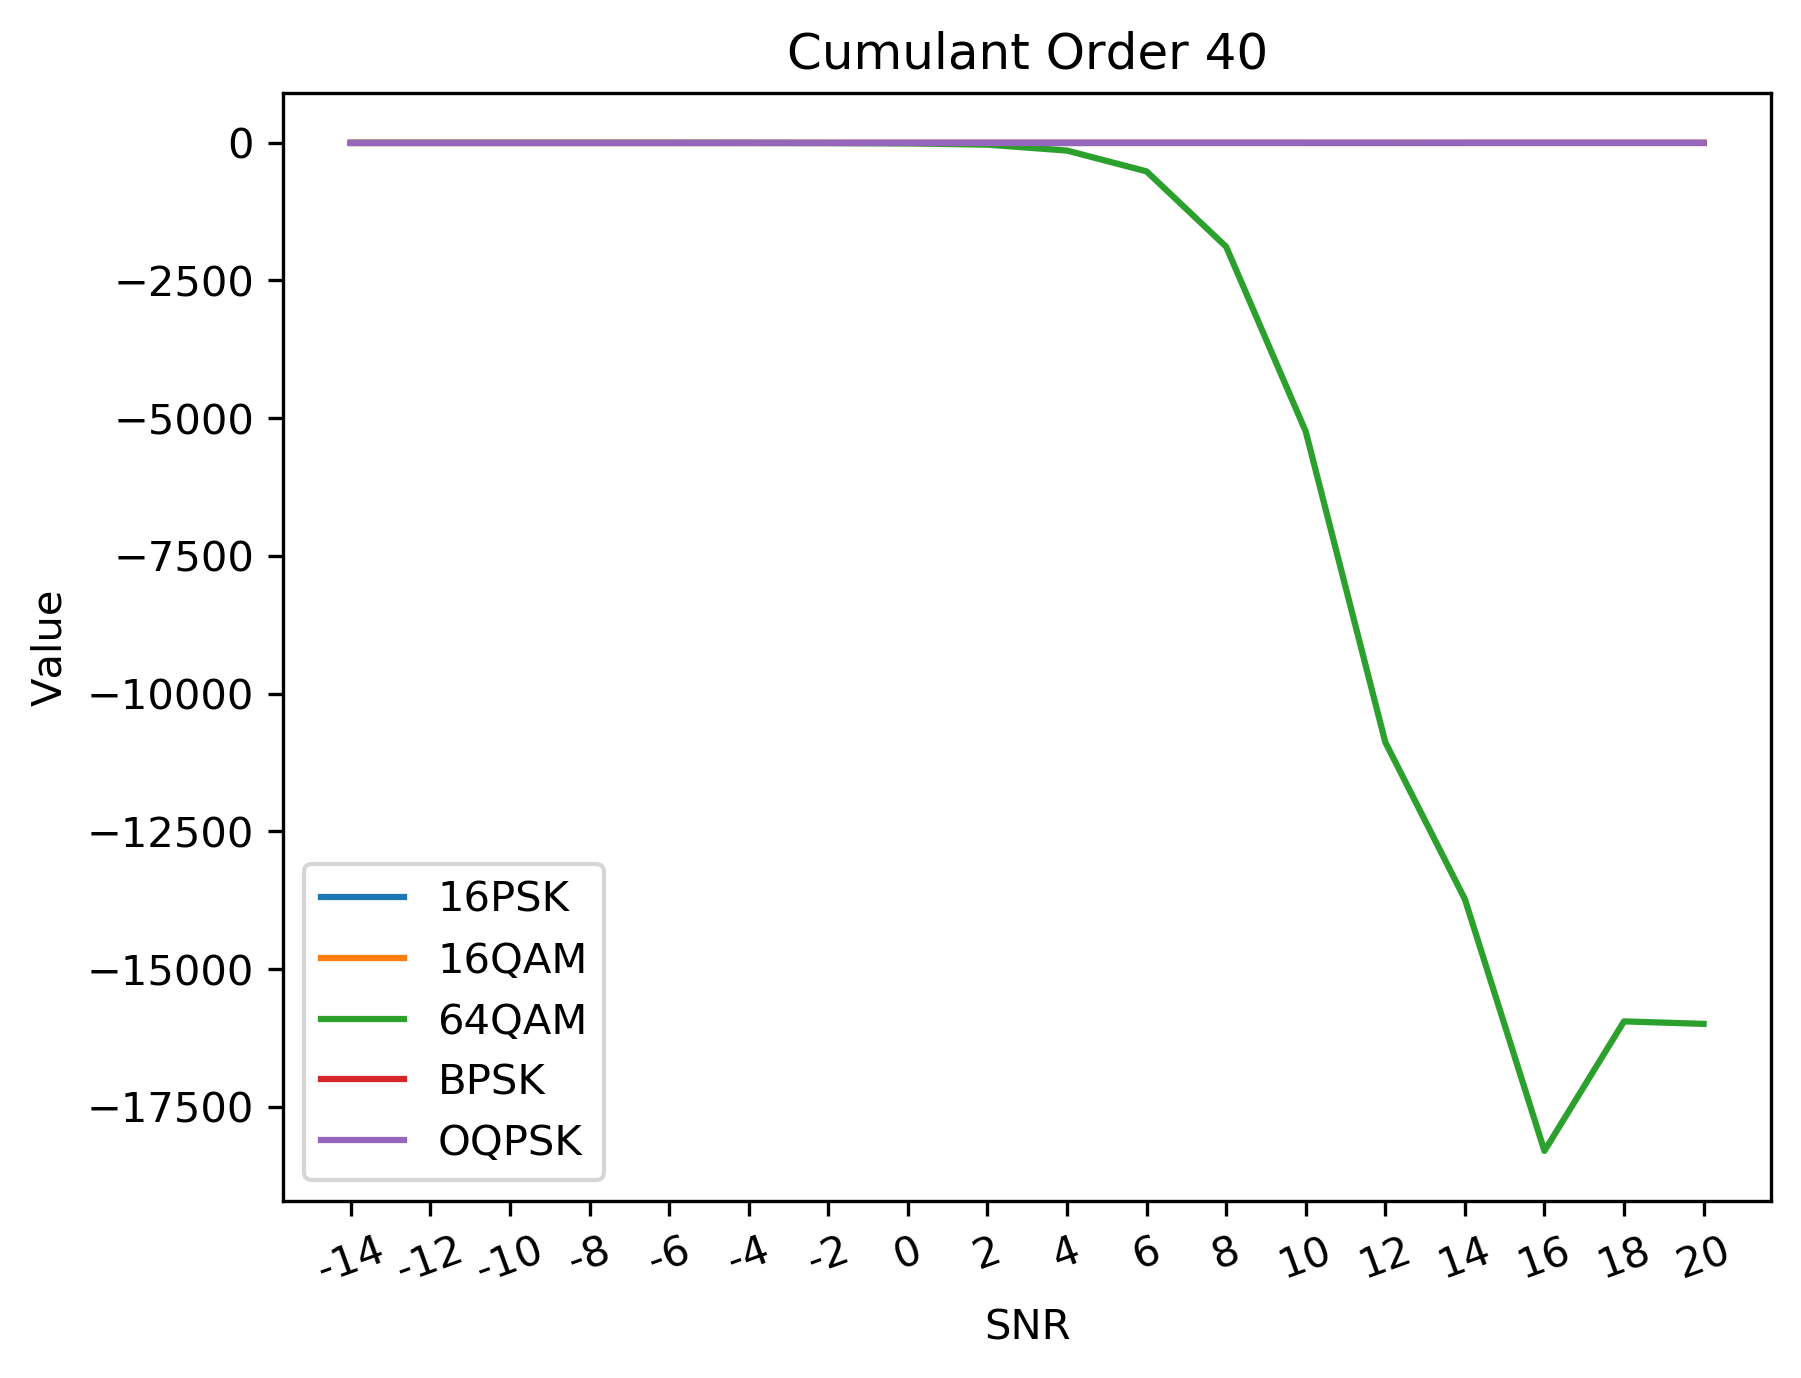 Cumulant Order 40
0
−2500
−5000
−7500
−10000
−12500
−15000
−17500
Value
16PSK
16QAM
64QAM
BPSK
OQPSK
-14 -12 -10 -8 -6 -4 -2 0 2 4 6 8 10 12 14 16 18 20
SNR